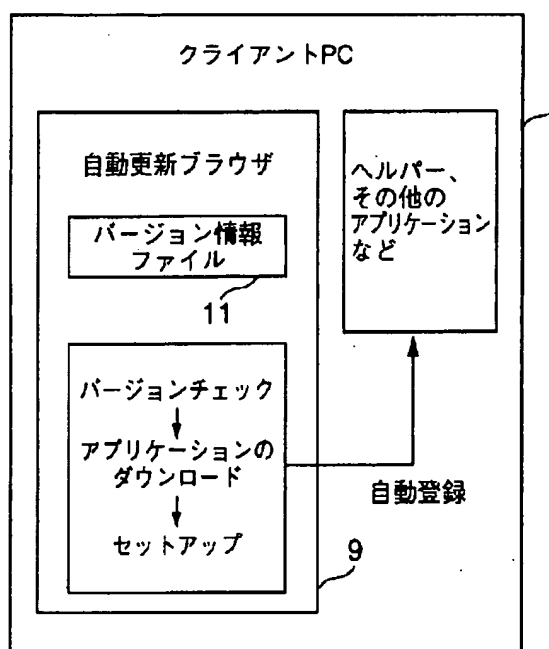 クライアントPC
自動更新ブラウザ
バージョン情報
ファイル
11
バージョンチェック
アプリケーションの
ダウンロード
セットアップ
9
ヘルパー、
その他の
アプリケーション
など
自動登録